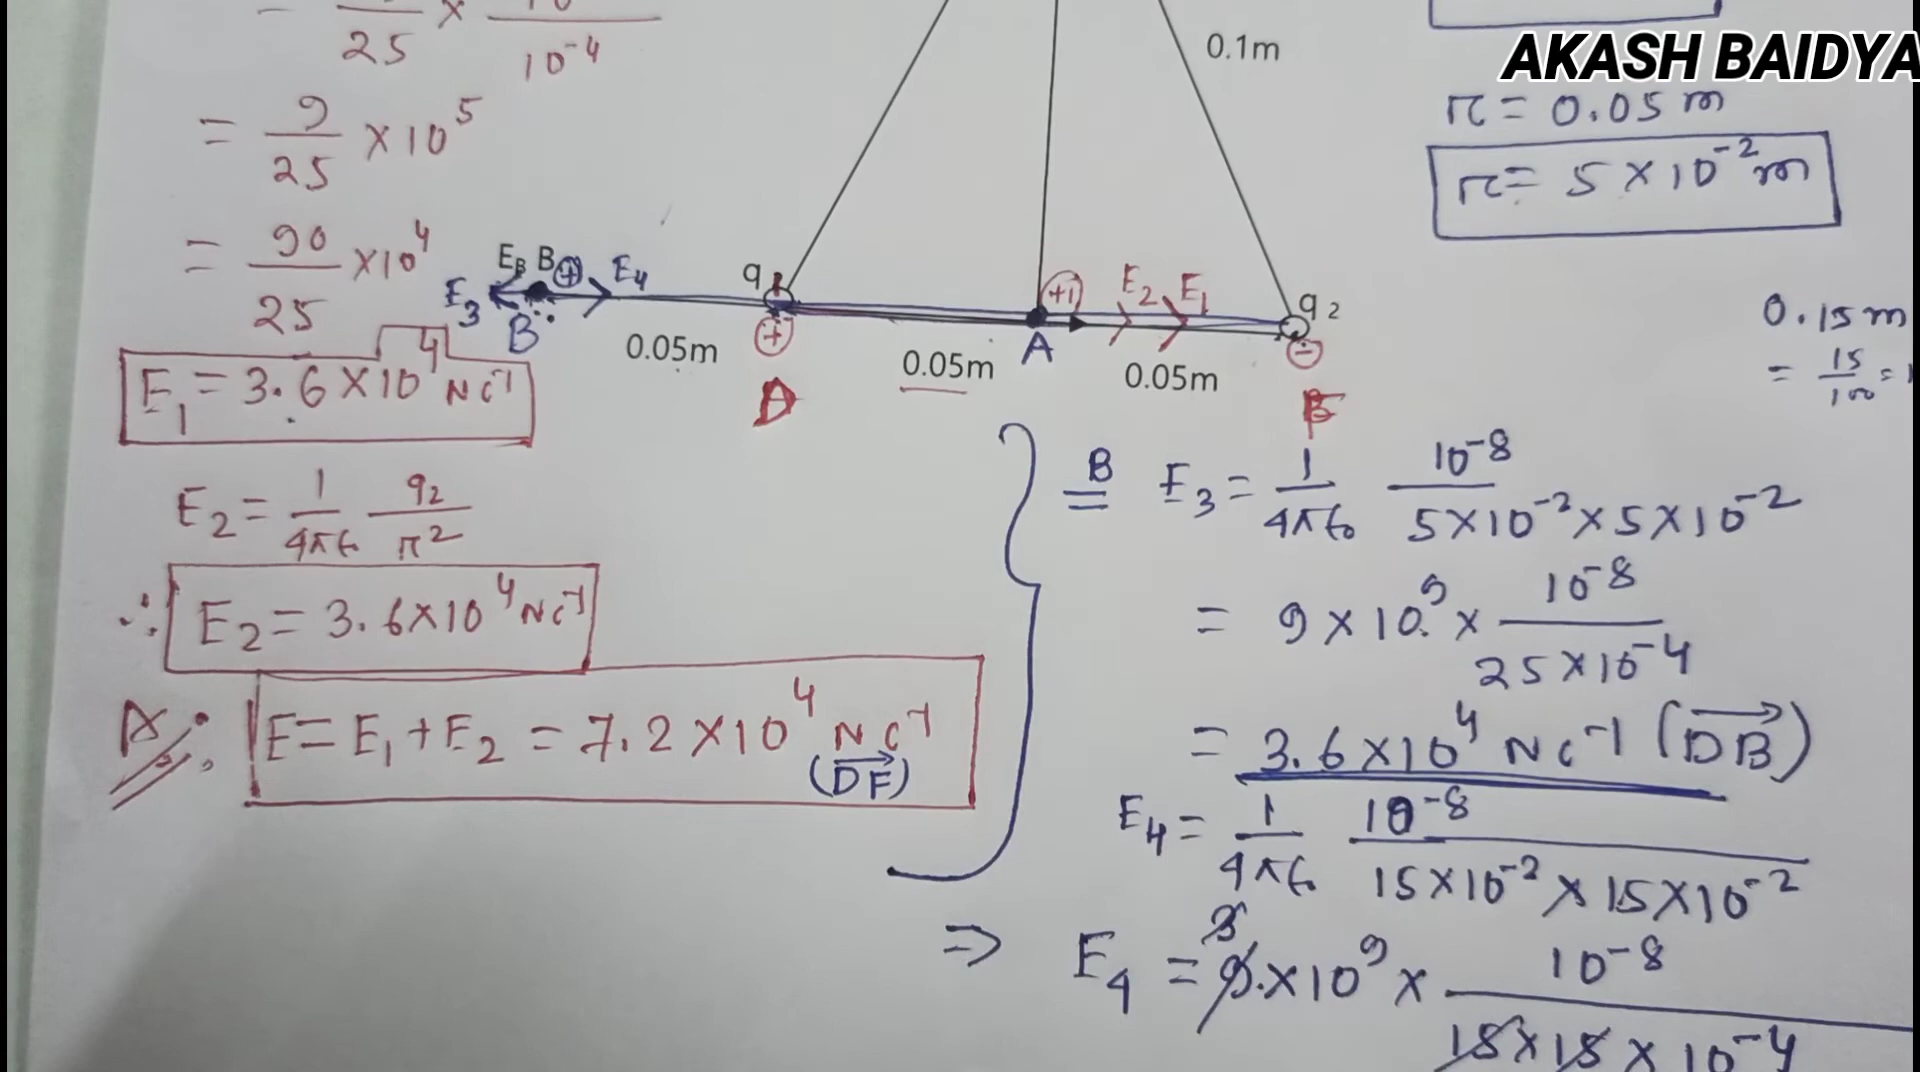 AKASH BAIDYA
25 10⁻⁴
= 9/25 × 10⁵
= 90/25 × 10⁴
E₁ = 3.6 × 10⁴ NC⁻¹
E₂ = 1/4πϵ₀ q₂/r²
∴ E₂ = 3.6 × 10⁴ NC⁻¹
A: E = E₁ + E₂ = 7.2 × 10⁴ NC⁻¹
(DF)
0.1m
E_B B + E₄ q₁ +1 E₂ E₁ q₂
E₃ B + A −
0.05m 0.05m 0.05m
D F
r = 0.05 m
r = 5 × 10⁻² m
0.15m
= 15/100 =
B E₃ = 1/4πϵ₀ 10⁻⁸/5×10⁻²×5×10⁻²
= 9 × 10⁹ × 10⁻⁸/25×10⁻⁴
= 3.6×10⁴ NC⁻¹ (DB)
E₄ = 1/4πϵ₀ 10⁻⁸/15×10⁻²×15×10⁻²
⇒ E₄ = 9×10⁹ × 10⁻⁸/15×15×10⁻⁴